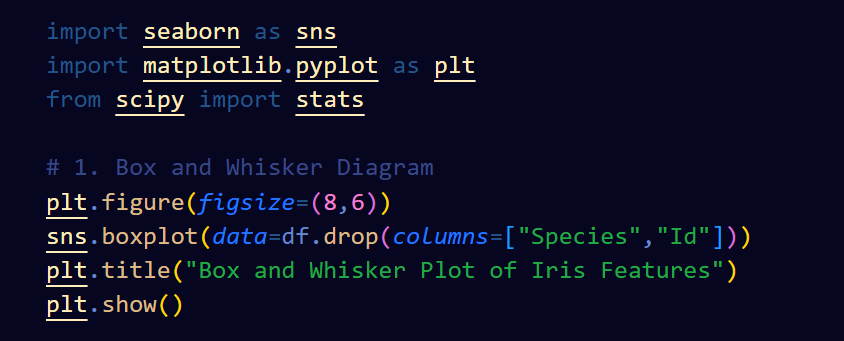 import seaborn as sns
import matplotlib.pyplot as plt
from scipy import stats
# 1. Box and Whisker Diagram
plt.figure(figsize=(8,6))
sns.boxplot(data=df.drop(columns=["Species","Id"]))
plt.title("Box and Whisker Plot of Iris Features")
plt.show()